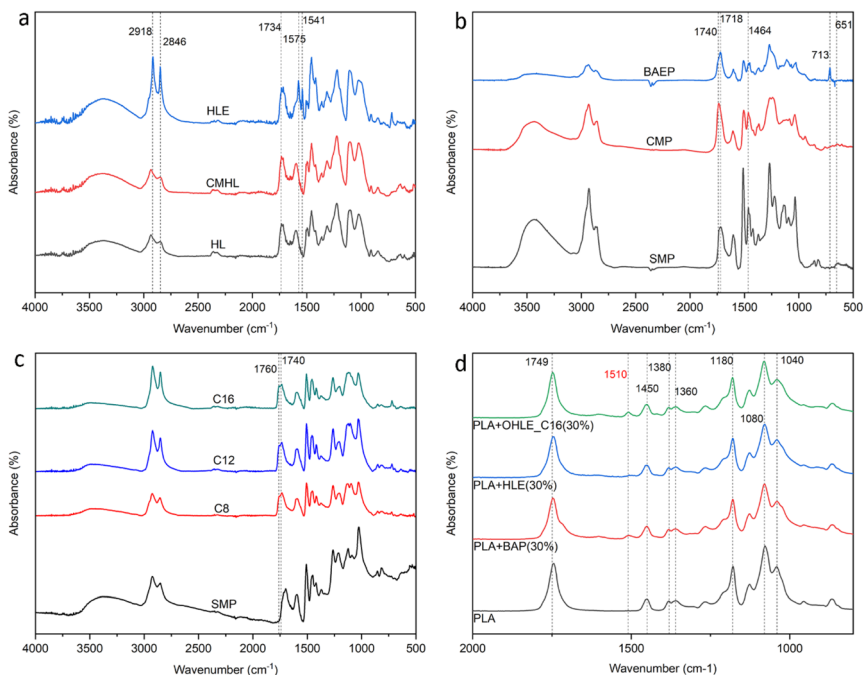 a
2918
2846
1734
1575
1541
HLE
CMHL
HL
Absorbance (%)
4000 3500 3000 2500 2000 1500 1000 500
Wavenumber (cm-1)
b
1740
1718
1464
713
651
BAEP
CMP
SMP
Absorbance (%)
4000 3500 3000 2500 2000 1500 1000 500
Wavenumber (cm-1)
c
1760
1740
C16
C12
C8
SMP
Absorbance (%)
4000 3500 3000 2500 2000 1500 1000 500
Wavenumber (cm-1)
d
1749
1510
1450
1380
1360
1180
1080
1040
PLA+OHLE_C16(30%)
PLA+HLE(30%)
PLA+BAP(30%)
PLA
Absorbance (%)
2000 1500 1000
Wavenumber (cm-1)